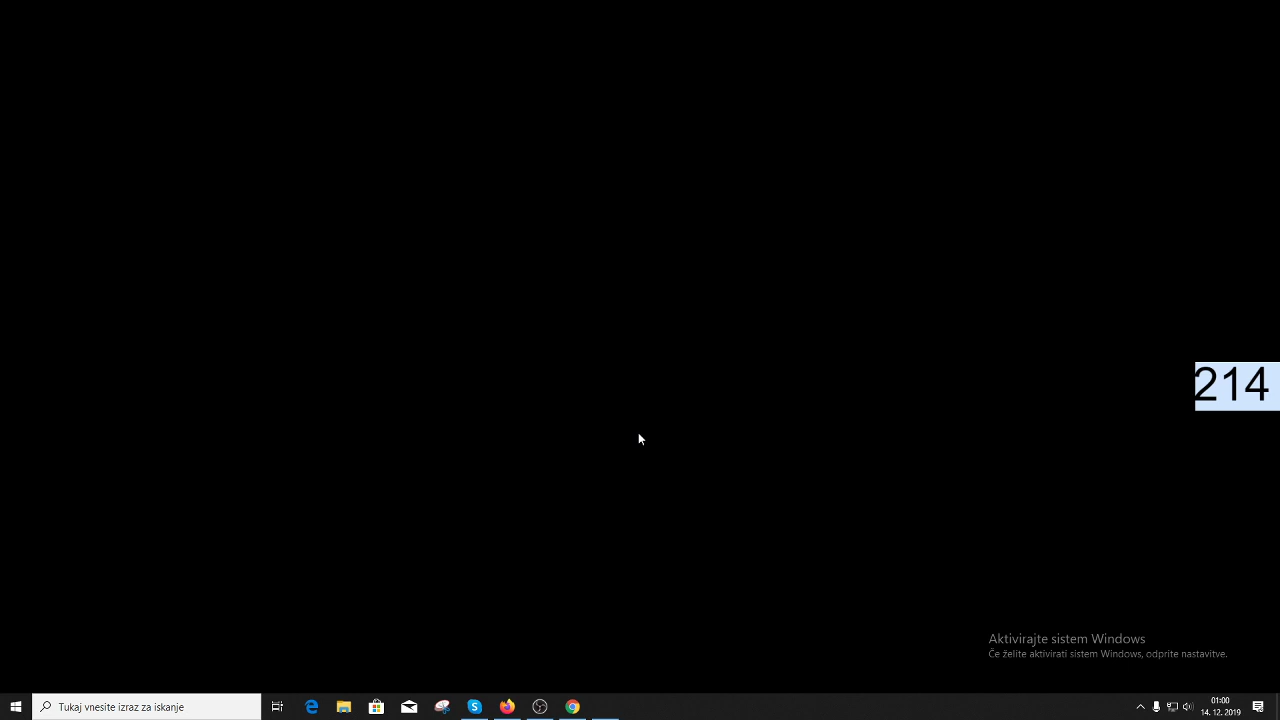 214
Aktivirajte sistem Windows
Če želite aktivirati sistem Windows, odprite nastavitve.
Tukaj vnesite izraz za iskanje
01:00
14. 12. 2019